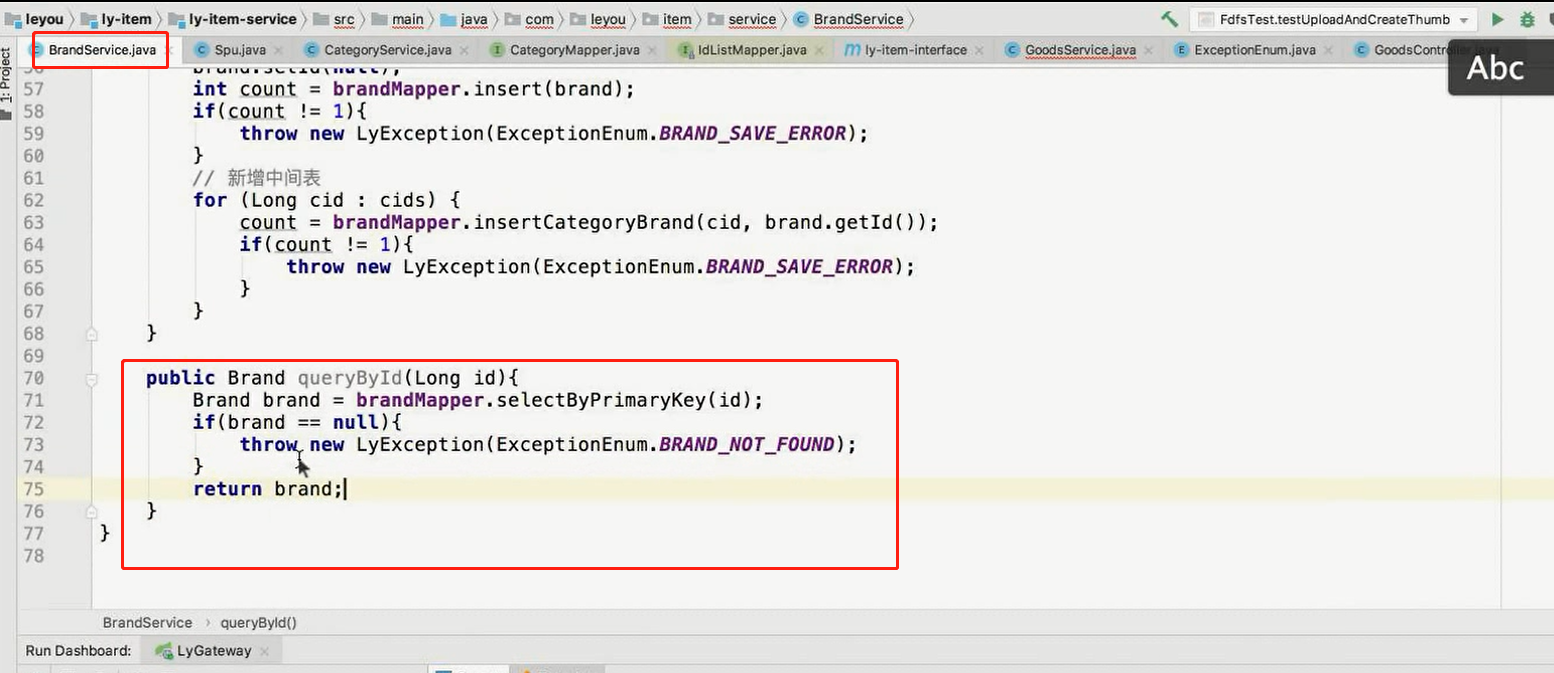 leyou ly-item ly-item-service src main java com leyou item service BrandService FdfsTest.testUploadAndCreateThumb
BrandService.java Spu.java CategoryService.java CategoryMapper.java IdListMapper.java ly-item-interface GoodsService.java ExceptionEnum.java
Abc
1: Project
56 brand.setId(null);
57 int count = brandMapper.insert(brand);
58 if(count != 1){
59 throw new LyException(ExceptionEnum.BRAND_SAVE_ERROR);
60 }
61 // 新增中间表
62 for (Long cid : cids) {
63 count = brandMapper.insertCategoryBrand(cid, brand.getId());
64 if(count != 1){
65 throw new LyException(ExceptionEnum.BRAND_SAVE_ERROR);
66 }
67 }
68 }
69
70 public Brand queryById(Long id){
71 Brand brand = brandMapper.selectByPrimaryKey(id);
72 if(brand == null){
73 throw new LyException(ExceptionEnum.BRAND_NOT_FOUND);
74 }
75 return brand;
76 }
77 }
78
BrandService › queryById()
Run Dashboard: LyGateway